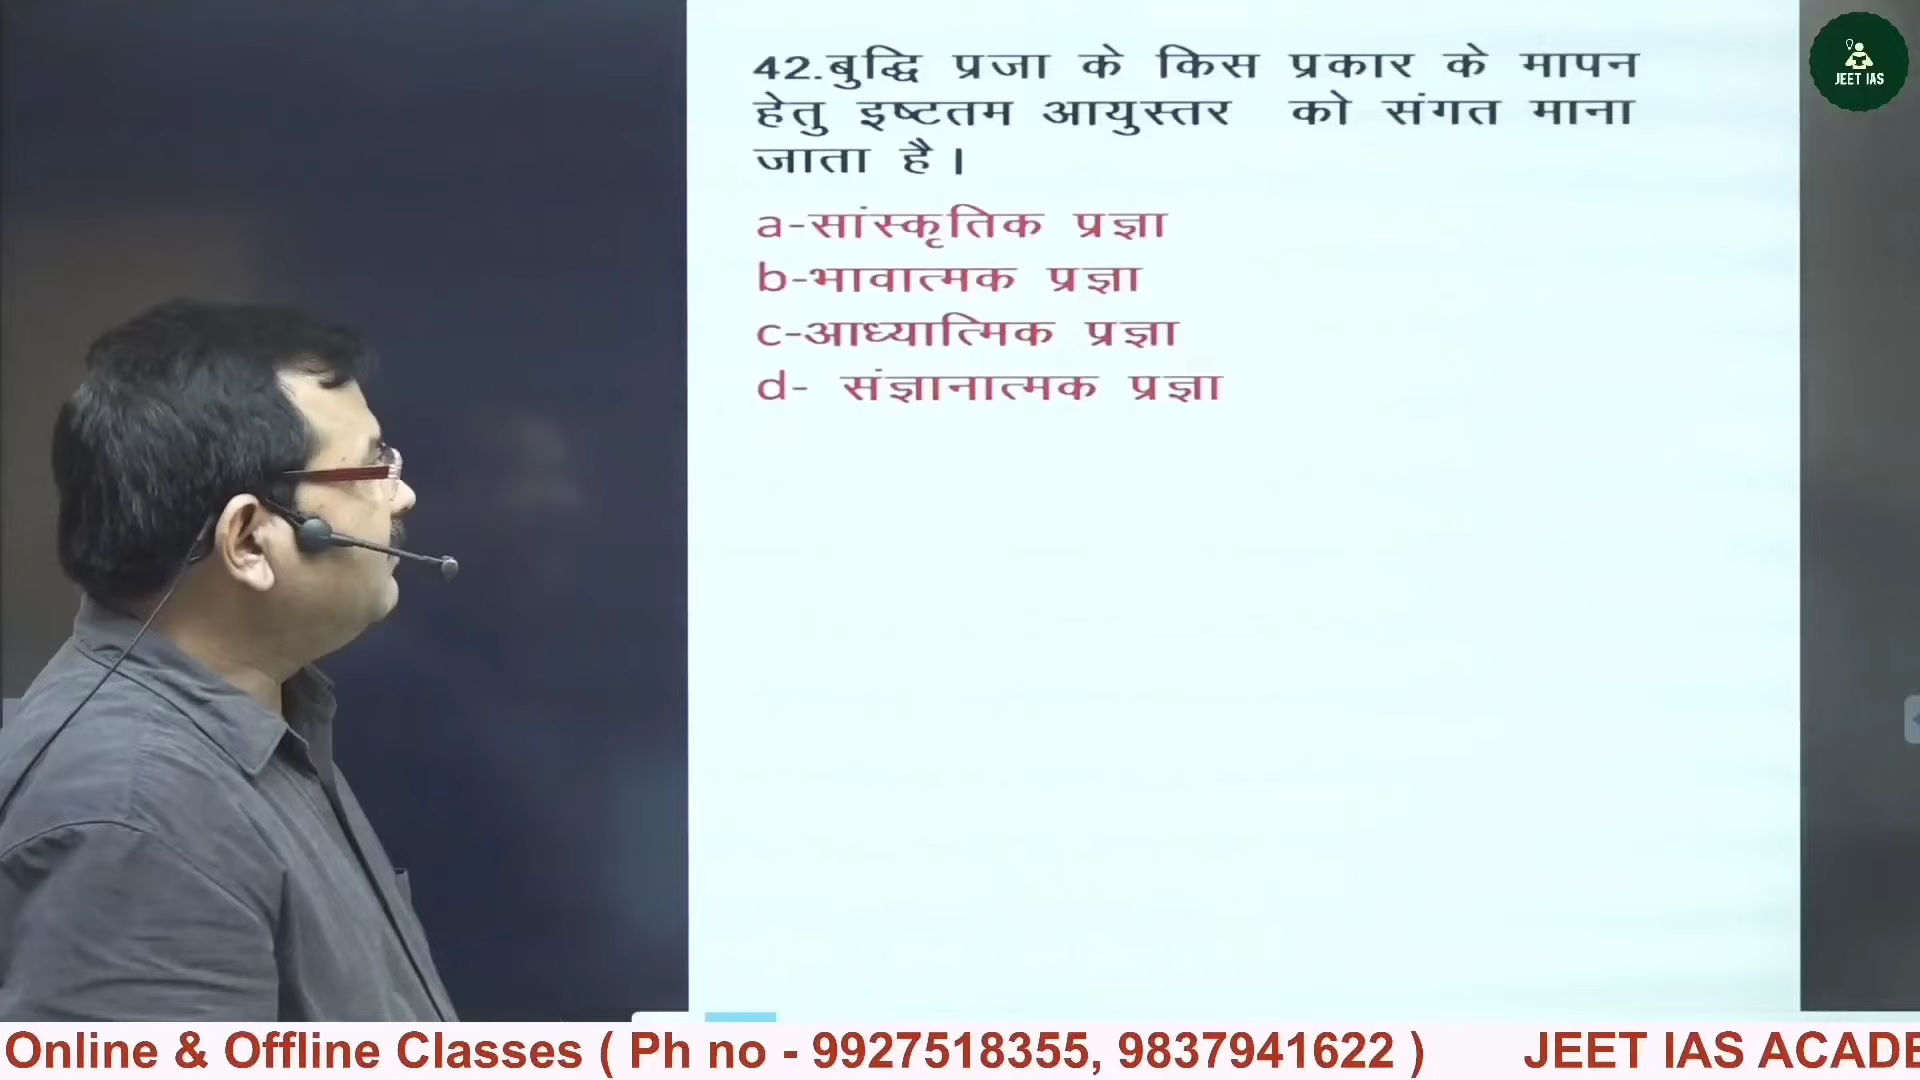 42.बुद्धि प्रजा के किस प्रकार के मापन
हेतु इष्टतम आयुस्तर को संगत माना
जाता है।
a-सांस्कृतिक प्रज्ञा
b-भावात्मक प्रज्ञा
c-आध्यात्मिक प्रज्ञा
d- संज्ञानात्मक प्रज्ञा
JEET IAS
Online & Offline Classes ( Ph no - 9927518355, 9837941622 ) JEET IAS ACADE